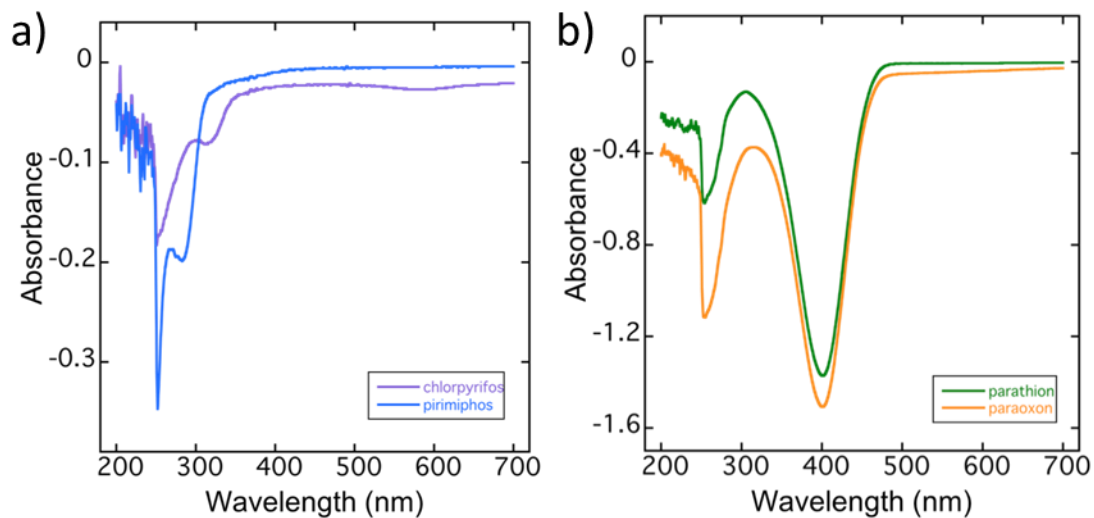 a)
0
-0.1
-0.2
-0.3
Absorbance
200 300 400 500 600 700
Wavelength (nm)
chlorpyrifos
pirimiphos
b)
0
-0.4
-0.8
-1.2
-1.6
Absorbance
200 300 400 500 600 700
Wavelength (nm)
parathion
paraoxon